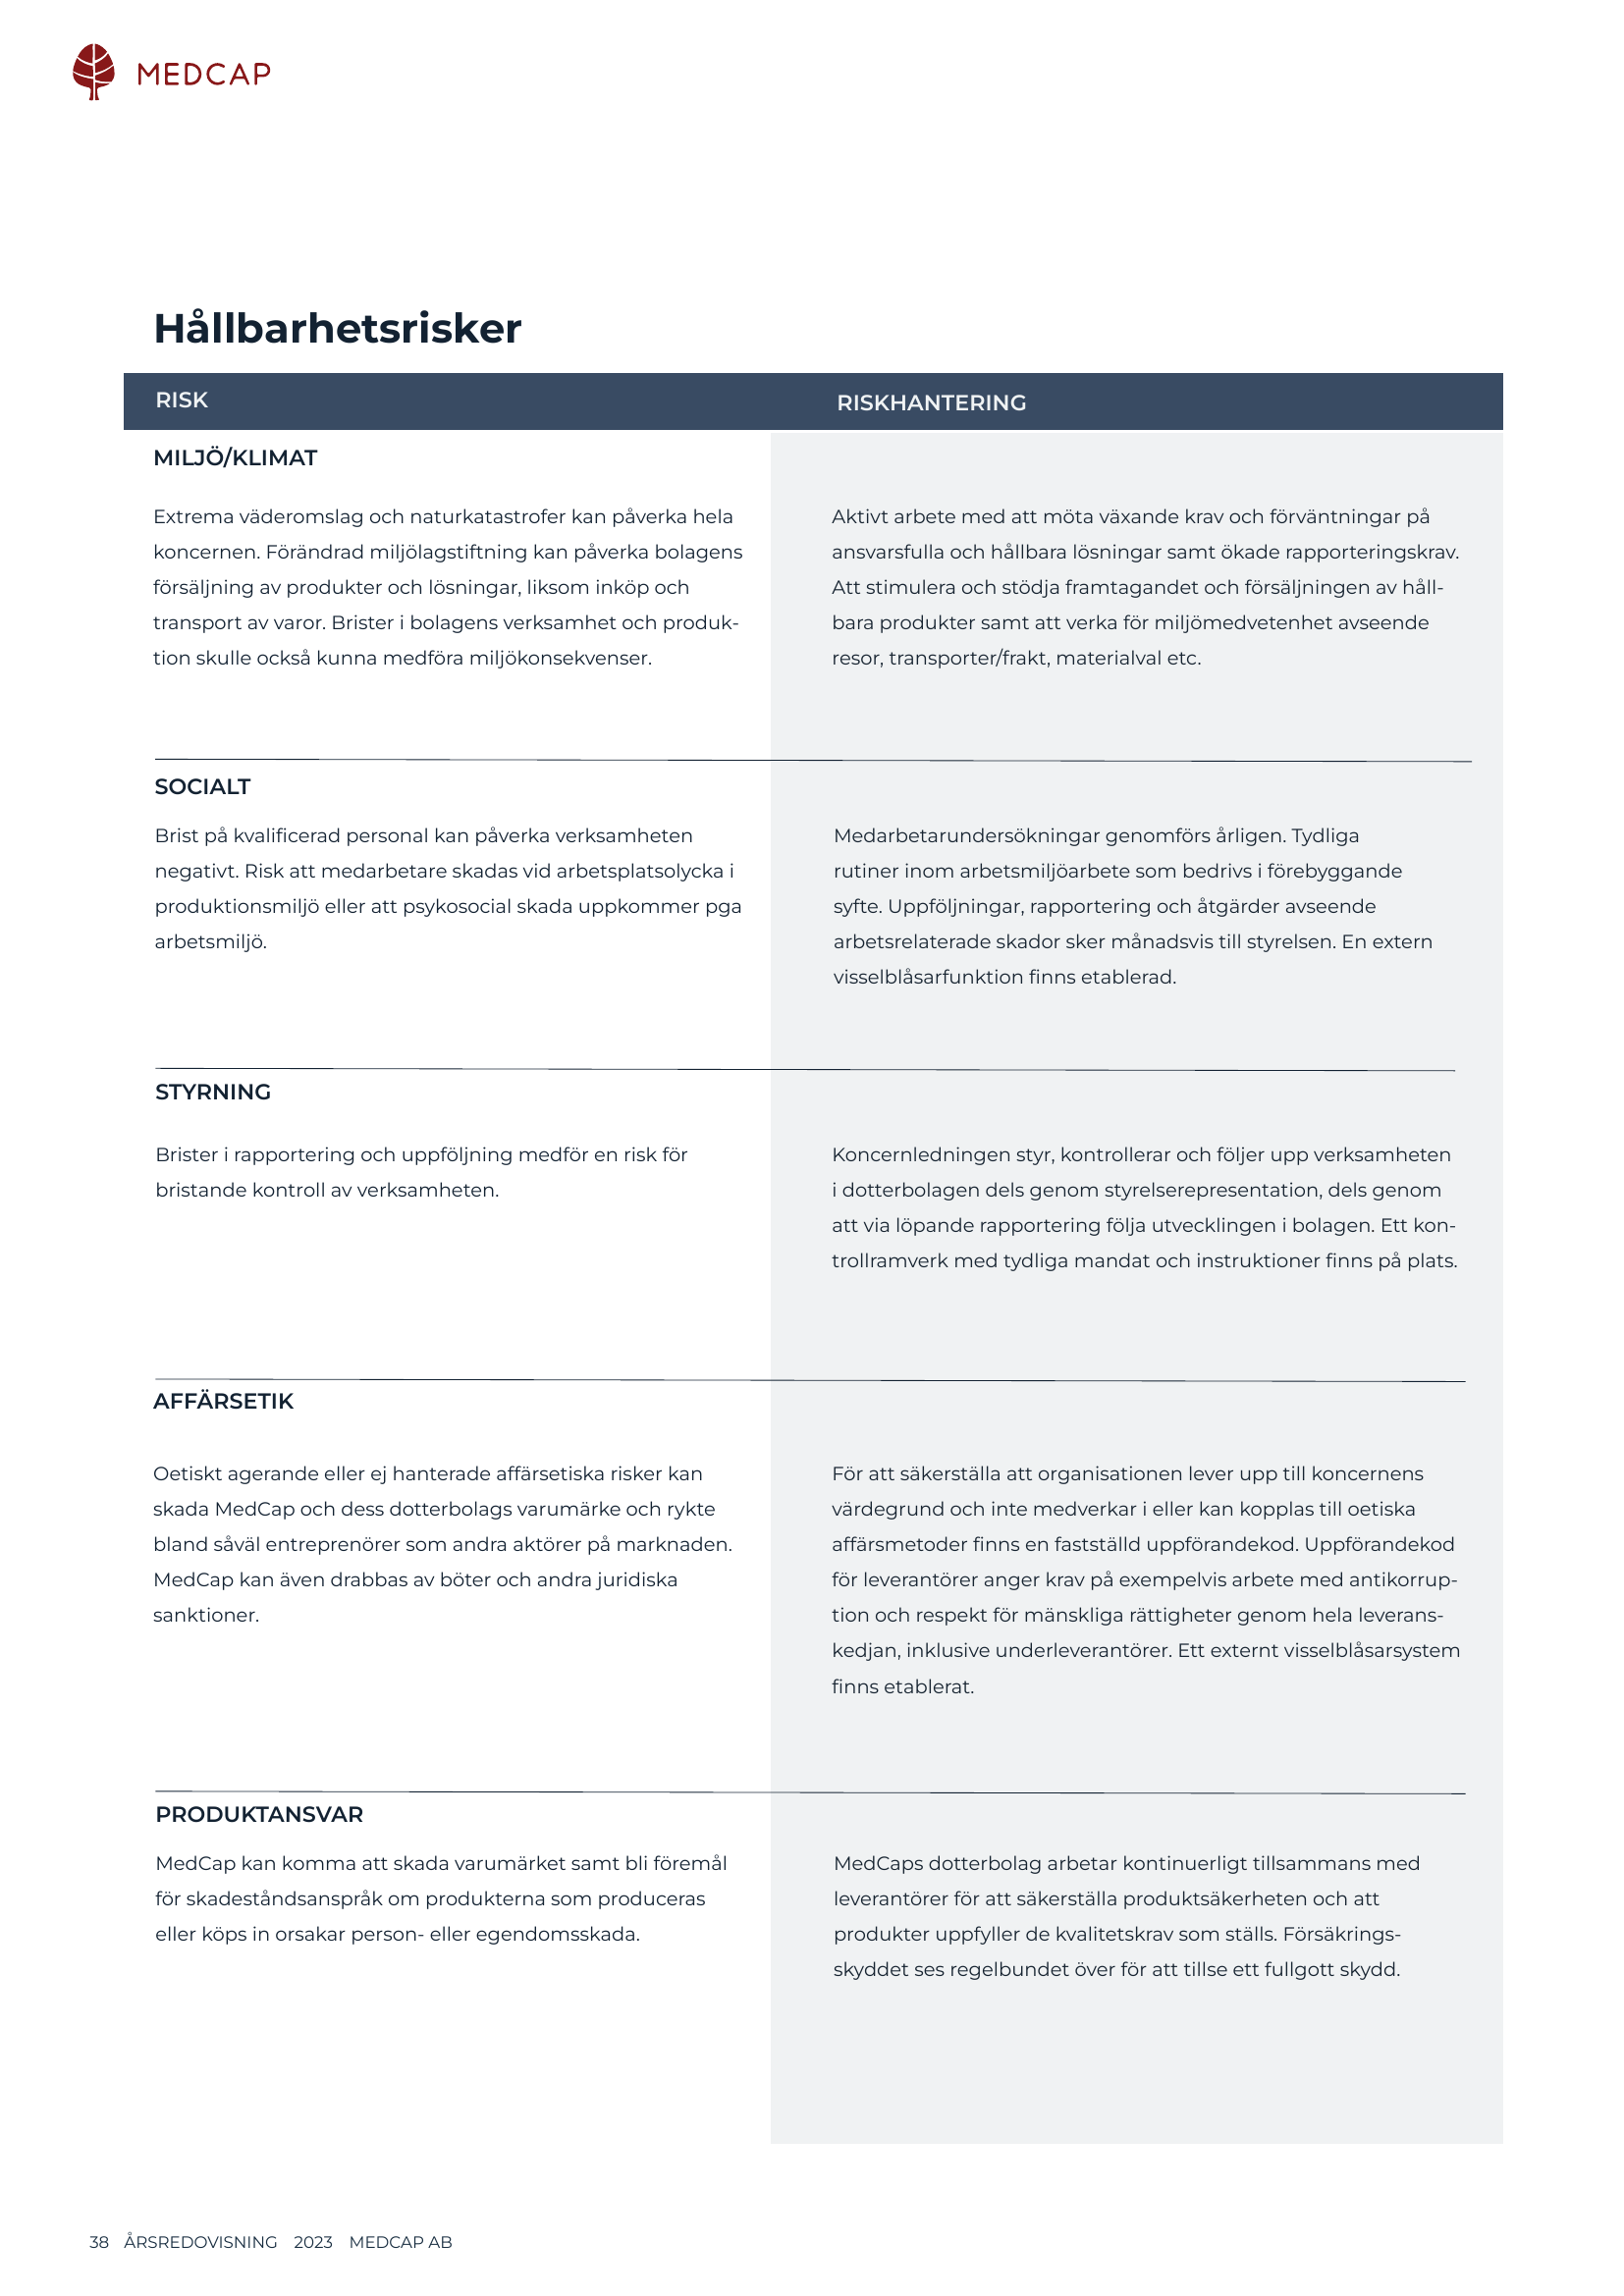 MEDCAP
Hållbarhetsrisker
RISK
RISKHANTERING
MILJÖ/KLIMAT
Extrema väderomslag och naturkatastrofer kan påverka hela
koncernen. Förändrad miljölagstiftning kan påverka bolagens
försäljning av produkter och lösningar, liksom inköp och
transport av varor. Brister i bolagens verksamhet och produk-
tion skulle också kunna medföra miljökonsekvenser.
Aktivt arbete med att möta växande krav och förväntningar på
ansvarsfulla och hållbara lösningar samt ökade rapporteringskrav.
Att stimulera och stödja framtagandet och försäljningen av håll-
bara produkter samt att verka för miljömedvetenhet avseende
resor, transporter/frakt, materialval etc.
SOCIALT
Brist på kvalificerad personal kan påverka verksamheten
negativt. Risk att medarbetare skadas vid arbetsplatsolycka i
produktionsmiljö eller att psykosocial skada uppkommer pga
arbetsmiljö.
Medarbetarundersökningar genomförs årligen. Tydliga
rutiner inom arbetsmiljöarbete som bedrivs i förebyggande
syfte. Uppföljningar, rapportering och åtgärder avseende
arbetsrelaterade skador sker månadsvis till styrelsen. En extern
visselblåsarfunktion finns etablerad.
STYRNING
Brister i rapportering och uppföljning medför en risk för
bristande kontroll av verksamheten.
Koncernledningen styr, kontrollerar och följer upp verksamheten
i dotterbolagen dels genom styrelserepresentation, dels genom
att via löpande rapportering följa utvecklingen i bolagen. Ett kon-
trollramverk med tydliga mandat och instruktioner finns på plats.
AFFÄRSETIK
Oetiskt agerande eller ej hanterade affärsetiska risker kan
skada MedCap och dess dotterbolags varumärke och rykte
bland såväl entreprenörer som andra aktörer på marknaden.
MedCap kan även drabbas av böter och andra juridiska
sanktioner.
För att säkerställa att organisationen lever upp till koncernens
värdegrund och inte medverkar i eller kan kopplas till oetiska
affärsmetoder finns en fastställd uppförandekod. Uppförandekod
för leverantörer anger krav på exempelvis arbete med antikorrup-
tion och respekt för mänskliga rättigheter genom hela leverans-
kedjan, inklusive underleverantörer. Ett externt visselblåsarsystem
finns etablerat.
PRODUKTANSVAR
MedCap kan komma att skada varumärket samt bli föremål
för skadeståndsanspråk om produkterna som produceras
eller köps in orsakar person- eller egendomsskada.
MedCaps dotterbolag arbetar kontinuerligt tillsammans med
leverantörer för att säkerställa produktsäkerheten och att
produkter uppfyller de kvalitetskrav som ställs. Försäkrings-
skyddet ses regelbundet över för att tillse ett fullgott skydd.
38 ÅRSREDOVISNING 2023 MEDCAP AB